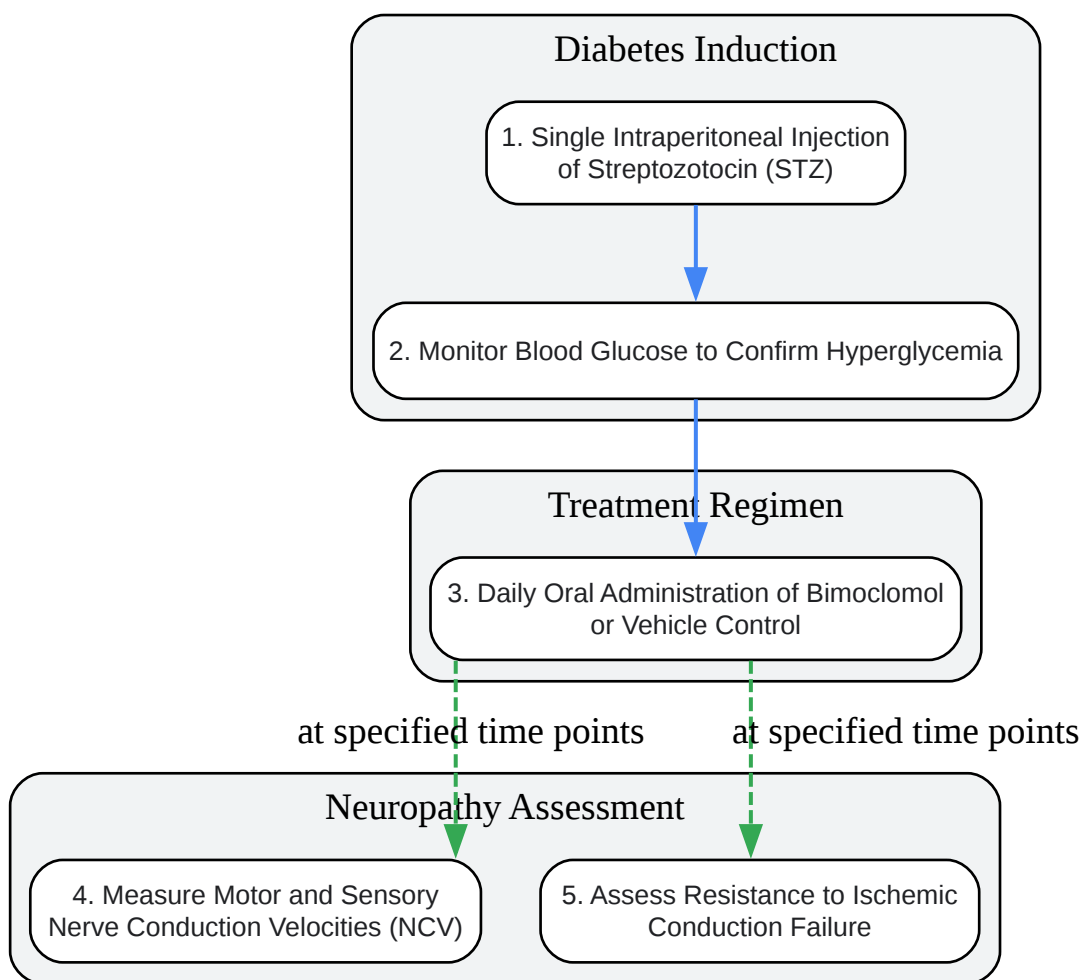 Diabetes Induction
1. Single Intraperitoneal Injection
of Streptozotocin (STZ)
2. Monitor Blood Glucose to Confirm Hyperglycemia
Treatment Regimen
3. Daily Oral Administration of Bimoclomol
or Vehicle Control
at specified time points
at specified time points
Neuropathy Assessment
4. Measure Motor and Sensory
Nerve Conduction Velocities (NCV)
5. Assess Resistance to Ischemic
Conduction Failure